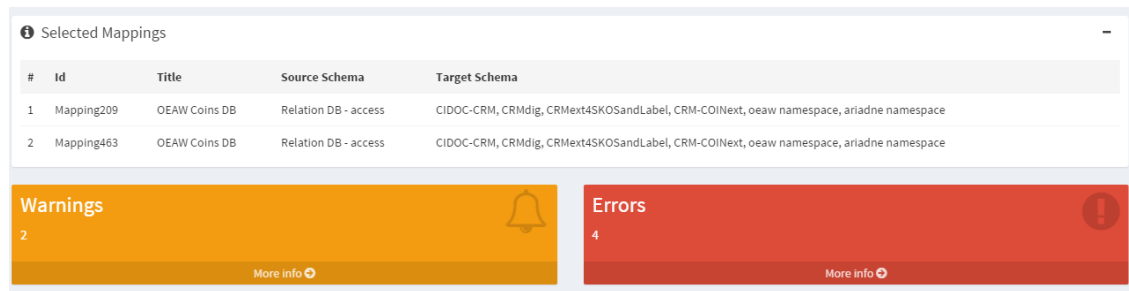 Selected Mappings
# Id Title Source Schema Target Schema
1 Mapping209 OEAW Coins DB Relation DB - access CIDOC-CRM, CRMdig, CRMext4SKOSandLabel, CRM-COINext, oeaw namespace, ariadne namespace
2 Mapping463 OEAW Coins DB Relation DB - access CIDOC-CRM, CRMdig, CRMext4SKOSandLabel, CRM-COINext, oeaw namespace, ariadne namespace
Warnings
2
More info
Errors
4
More info